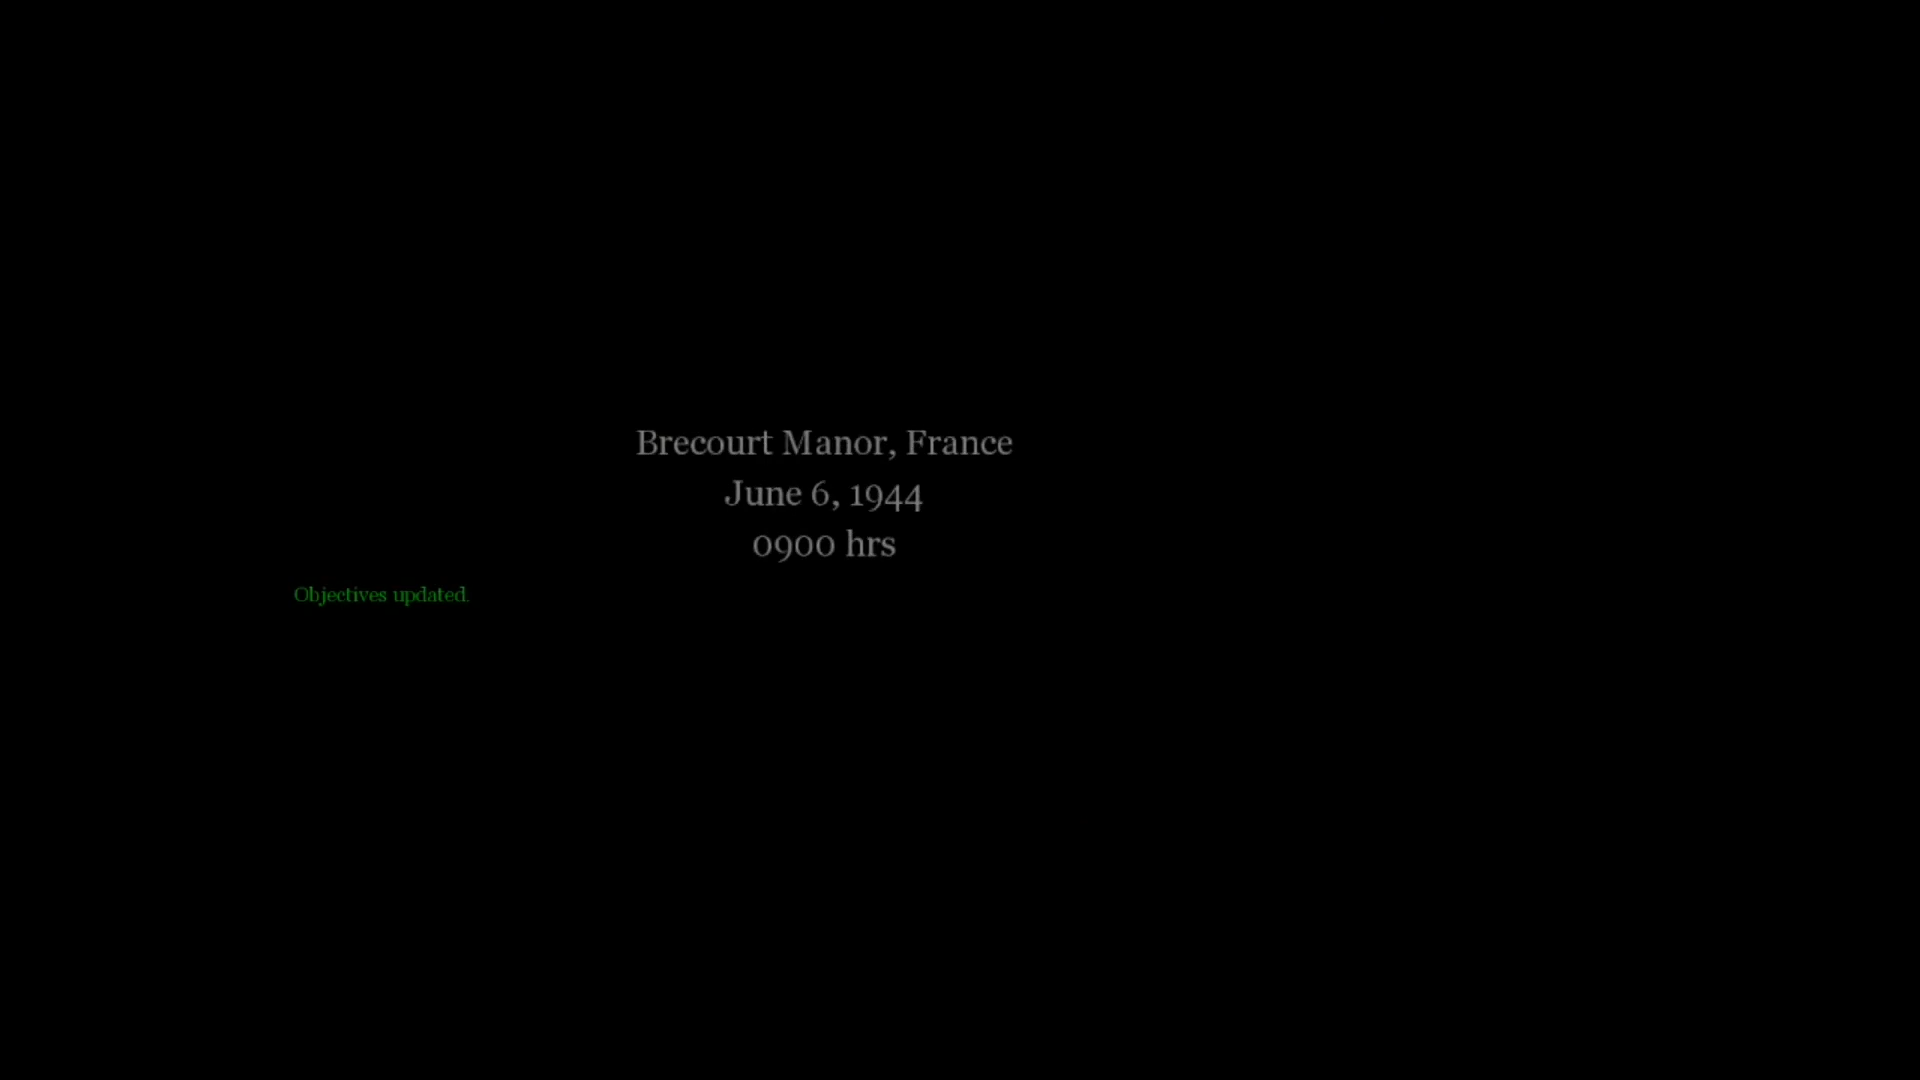 Brecourt Manor, France
June 6, 1944
0900 hrs
Objectives updated.